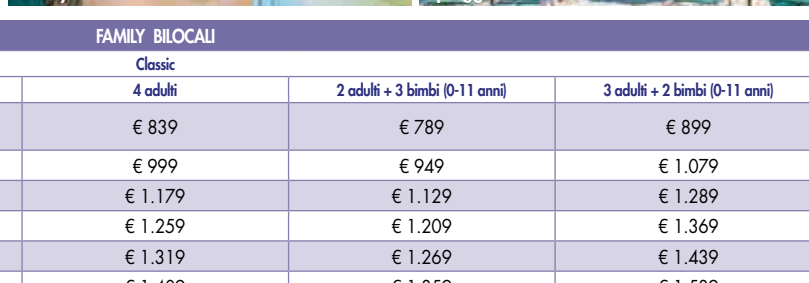 FAMILY BILOCALI
Classic
4 adulti 2 adulti + 3 bimbi (0-11 anni) 3 adulti + 2 bimbi (0-11 anni)
€ 839 € 789 € 899
€ 999 € 949 € 1.079
€ 1.179 € 1.129 € 1.289
€ 1.259 € 1.209 € 1.369
€ 1.319 € 1.269 € 1.439